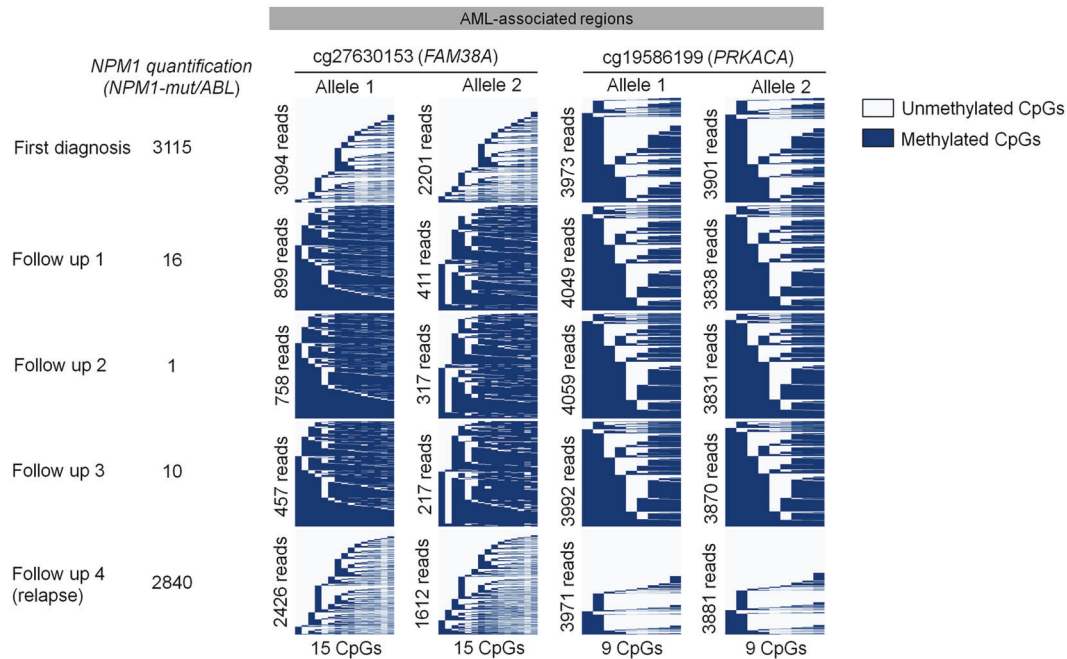 AML-associated regions
cg27630153 (FAM38A)
cg19586199 (PRKACA)
NPM1 quantification
(NPM1-mut/ABL)
Allele 1
Allele 2
Allele 1
Allele 2
Unmethylated CpGs
Methylated CpGs
First diagnosis 3115
3094 reads
2201 reads
3973 reads
3901 reads
Follow up 1 16
899 reads
411 reads
4049 reads
3838 reads
Follow up 2 1
758 reads
317 reads
4059 reads
3831 reads
Follow up 3 10
457 reads
217 reads
3992 reads
3870 reads
Follow up 4
(relapse)
2840
2426 reads
1612 reads
3971 reads
3881 reads
15 CpGs
15 CpGs
9 CpGs
9 CpGs